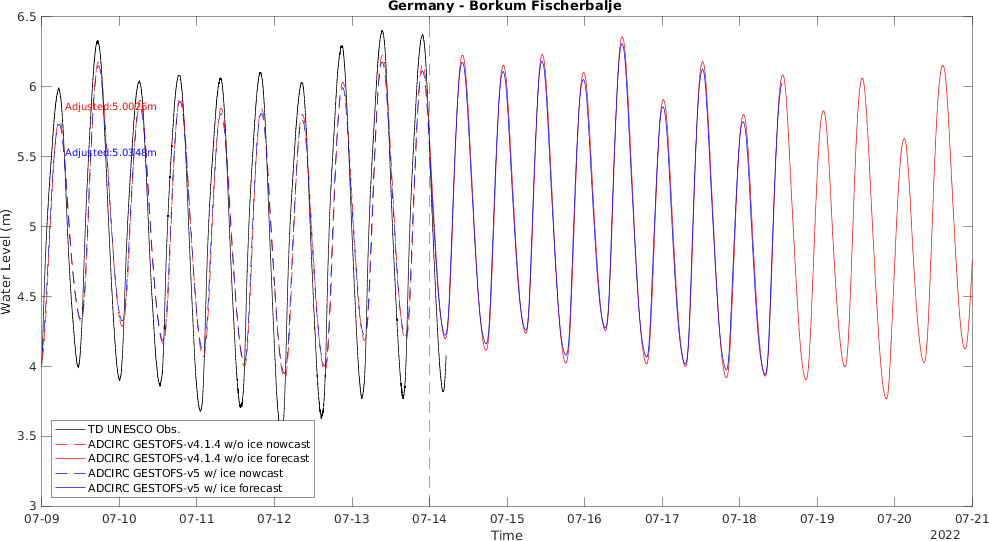 Germany - Borkum Fischerbalje
6.5
6
5.5
5
4.5
4
3.5
3
Water Level (m)
Adjusted:5.0026m
Adjusted:5.0348m
TD UNESCO Obs.
ADCIRC GESTOFS-v4.1.4 w/o ice nowcast
ADCIRC GESTOFS-v4.1.4 w/o ice forecast
ADCIRC GESTOFS-v5 w/ ice nowcast
ADCIRC GESTOFS-v5 w/ ice forecast
07-09 07-10 07-11 07-12 07-13 07-14 07-15 07-16 07-17 07-18 07-19 07-20 07-21
Time
2022